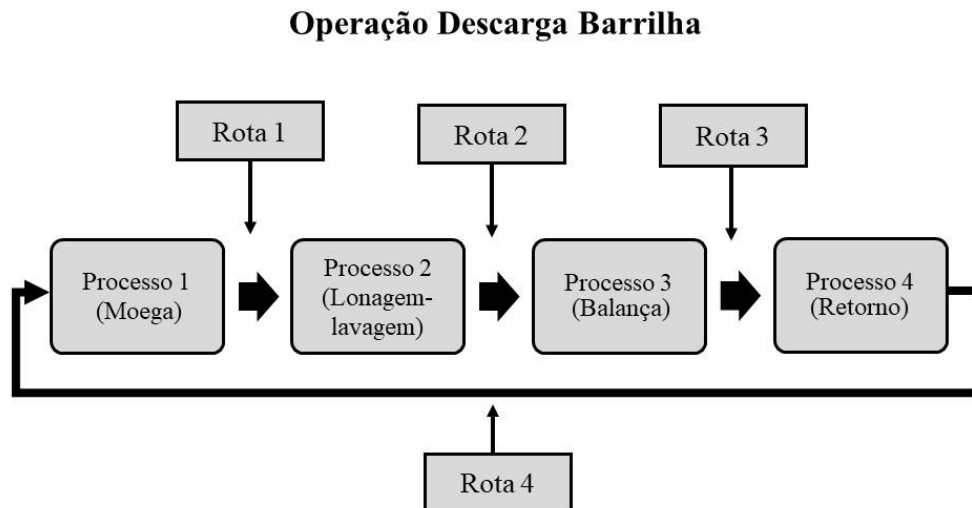 Operação Descarga Barrilha
Rota 1
Rota 2
Rota 3
Processo 1
(Moega)
Processo 2
(Lonagem-
lavagem)
Processo 3
(Balança)
Processo 4
(Retorno)
Rota 4